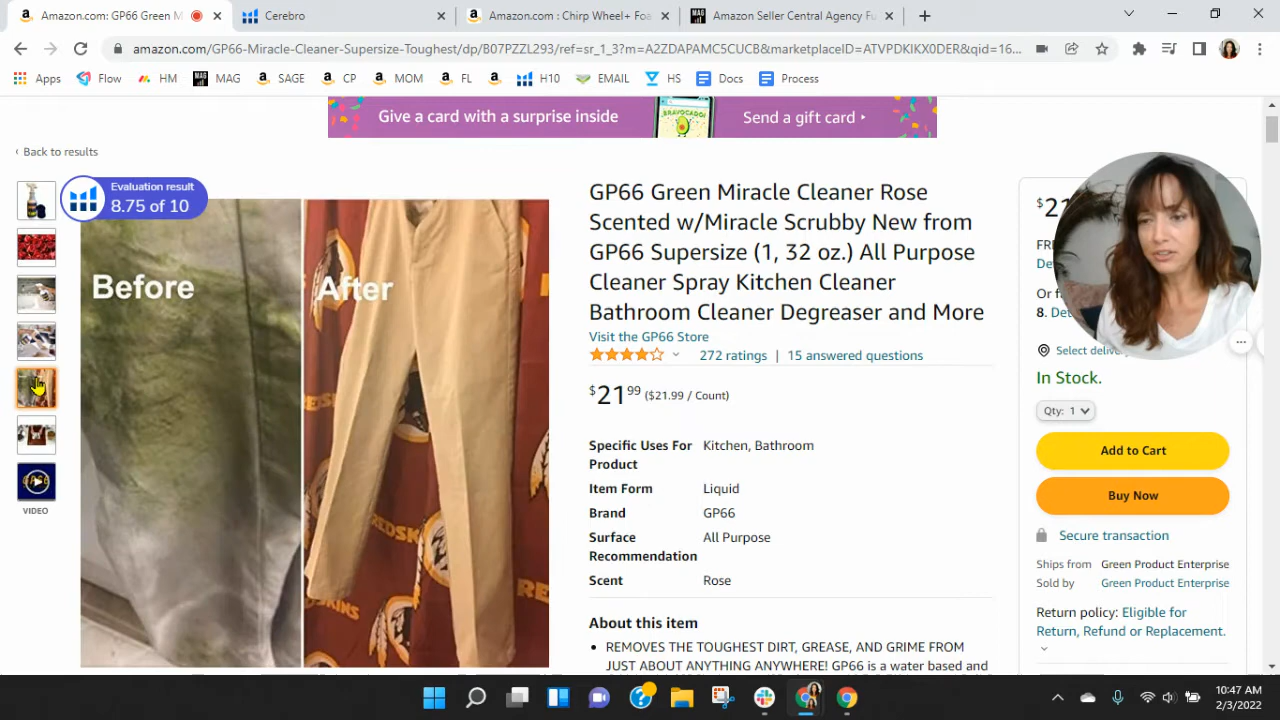 Amazon.com: GP66 Green M
Cerebro
Amazon.com : Chirp Wheel+ Foa
Amazon Seller Central Agency Fu
amazon.com/GP66-Miracle-Cleaner-Supersize-Toughest/dp/B07PZZL293/ref=sr_1_3?m=A2ZDAPAMC5CUCB&marketplaceID=ATVPDKIKX0DER&qid=16...
Apps
Flow
HM
MAG
SAGE
CP
MOM
FL
H10
EMAIL
HS
Docs
Process
Give a card with a surprise inside
BRAVOCADO!
Send a gift card
Back to results
Evaluation result
8.75 of 10
Before
After
REDSKINS
VIDEO
GP66 Green Miracle Cleaner Rose
Scented w/Miracle Scrubby New from
GP66 Supersize (1, 32 oz.) All Purpose
Cleaner Spray Kitchen Cleaner
Bathroom Cleaner Degreaser and More
Visit the GP66 Store
272 ratings | 15 answered questions
$21 99 ($21.99 / Count)
Specific Uses For Kitchen, Bathroom
Product
Item Form Liquid
Brand GP66
Surface All Purpose
Recommendation
Scent Rose
About this item
• REMOVES THE TOUGHEST DIRT, GREASE, AND GRIME FROM
JUST ABOUT ANYTHING ANYWHERE! GP66 is a water based and
$21
FRE
De
Or f
8. Det
Select deliv
In Stock.
Qty: 1
Add to Cart
Buy Now
Secure transaction
Ships from Green Product Enterprise
Sold by Green Product Enterprise
Return policy: Eligible for
Return, Refund or Replacement.
10:47 AM
2/3/2022